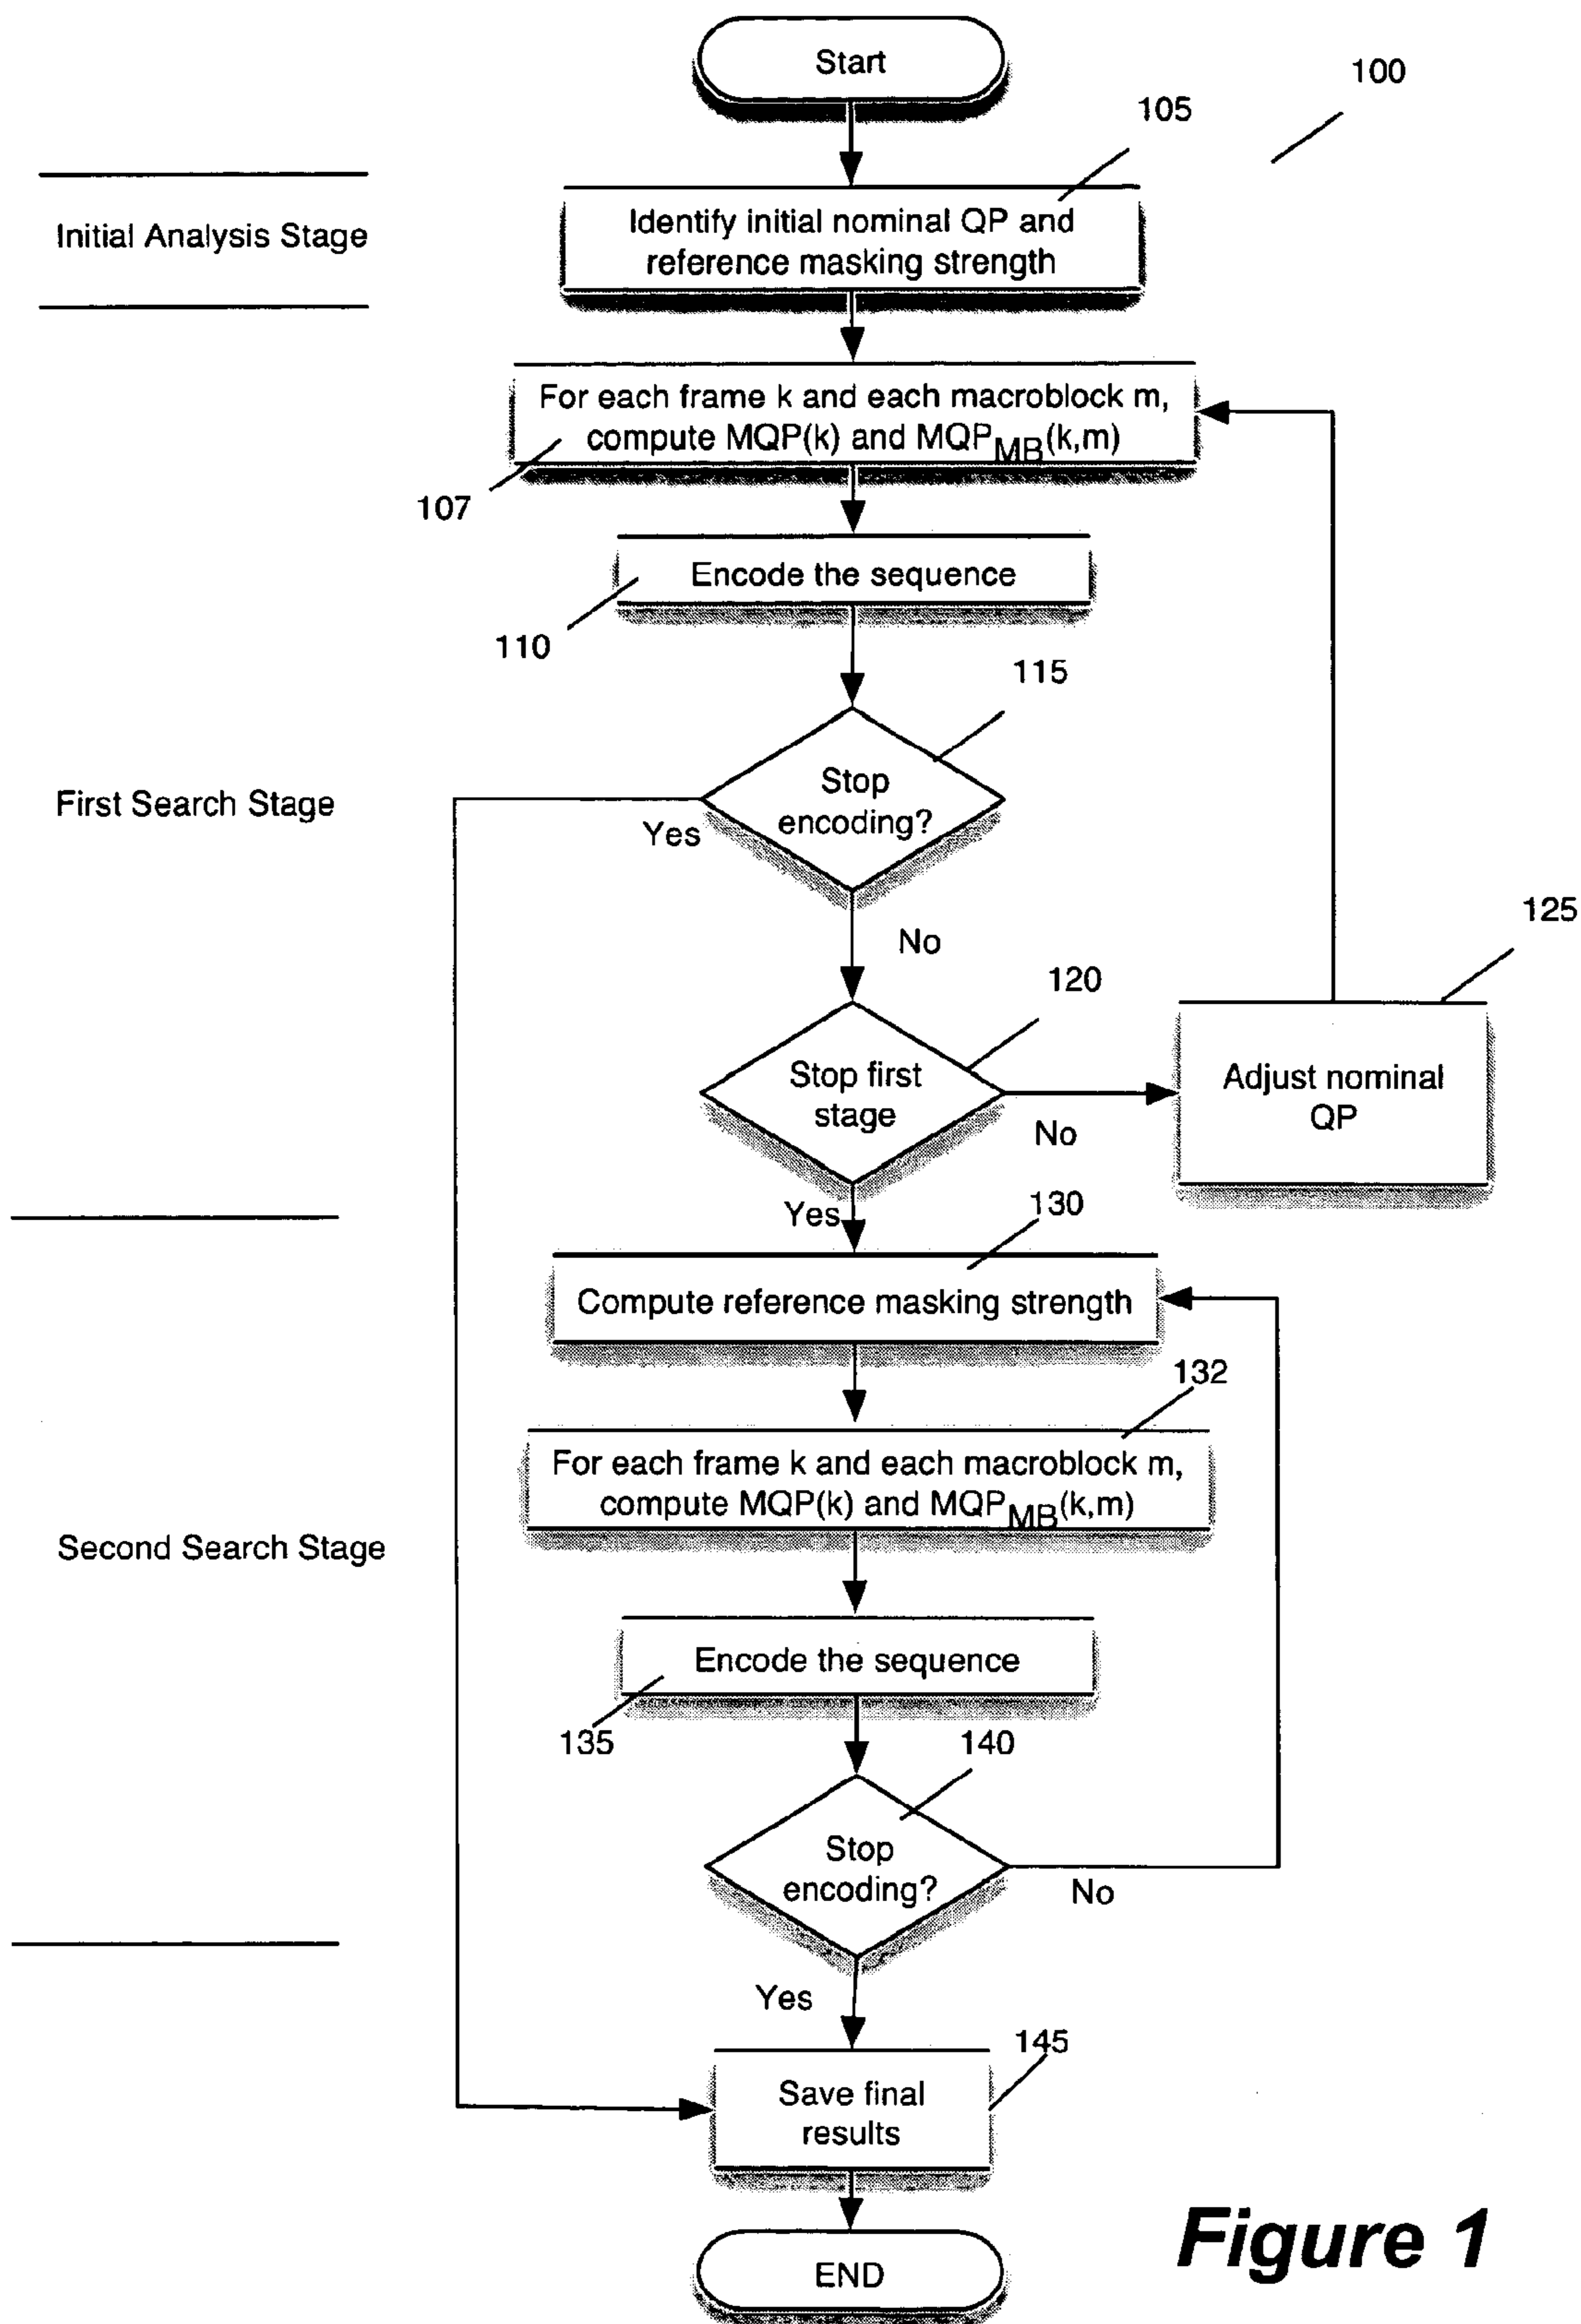 Start
100
105
Initial Analysis Stage
Identify initial nominal QP and
reference masking strength
For each frame k and each macroblock m,
compute MQP(k) and MQP_MB(k,m)
107
Encode the sequence
110
115
First Search Stage
Stop
encoding?
Yes
No
125
120
Stop first
stage
No
Adjust nominal
QP
Yes
130
Compute reference masking strength
132
For each frame k and each macroblock m,
compute MQP(k) and MQP_MB(k,m)
Second Search Stage
Encode the sequence
135
140
Stop
encoding?
No
Yes
145
Save final
results
END
Figure 1